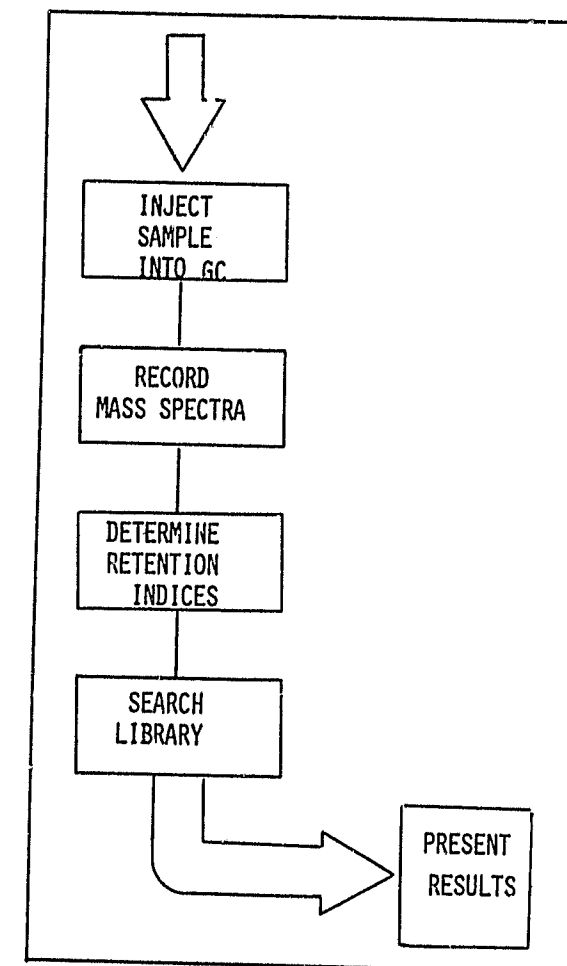 INJECT
SAMPLE
INTO GC
RECORD
MASS SPECTRA
DETERMINE
RETENTION
INDICES
SEARCH
LIBRARY
PRESENT
RESULTS